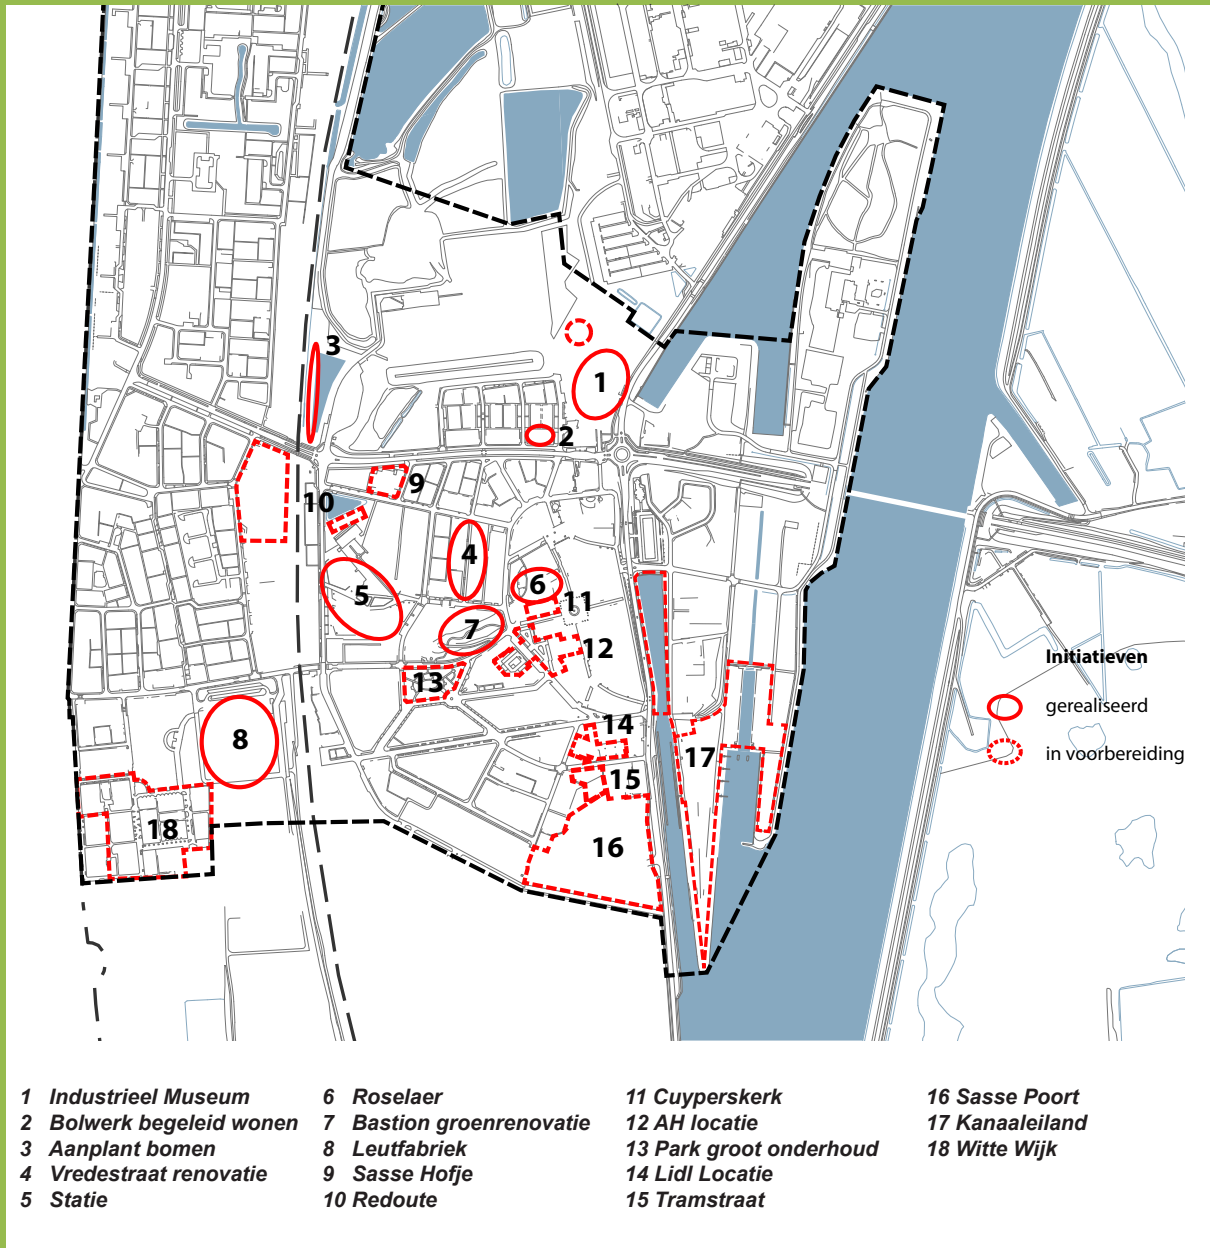 3
1
2
9
10
4
5
6
11
7
12
13
14
8
17
15
18
16
Initiatieven
gerealiseerd
in voorbereiding
1 Industrieel Museum
2 Bolwerk begeleid wonen
3 Aanplant bomen
4 Vredestraat renovatie
5 Statie
6 Roselaer
7 Bastion groenrenovatie
8 Leutfabriek
9 Sasse Hofje
10 Redoute
11 Cuyperskerk
12 AH locatie
13 Park groot onderhoud
14 Lidl Locatie
15 Tramstraat
16 Sasse Poort
17 Kanaaleiland
18 Witte Wijk